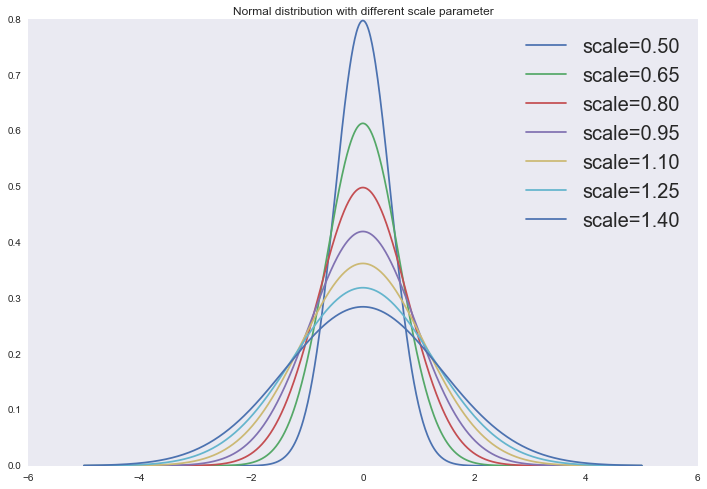 Normal distribution with different scale parameter
0.8
0.7
0.6
0.5
0.4
0.3
0.2
0.1
0.0
−6
−4
−2
0
2
4
6
scale=0.50
scale=0.65
scale=0.80
scale=0.95
scale=1.10
scale=1.25
scale=1.40